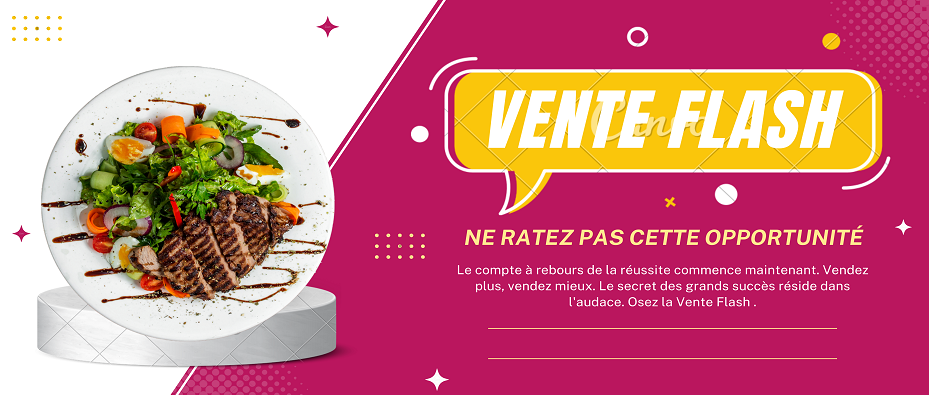 VENTE FLASH
Canva
NE RATEZ PAS CETTE OPPORTUNITÉ
Le compte à rebours de la réussite commence maintenant. Vendez
plus, vendez mieux. Le secret des grands succès réside dans
l'audace. Osez la Vente Flash .